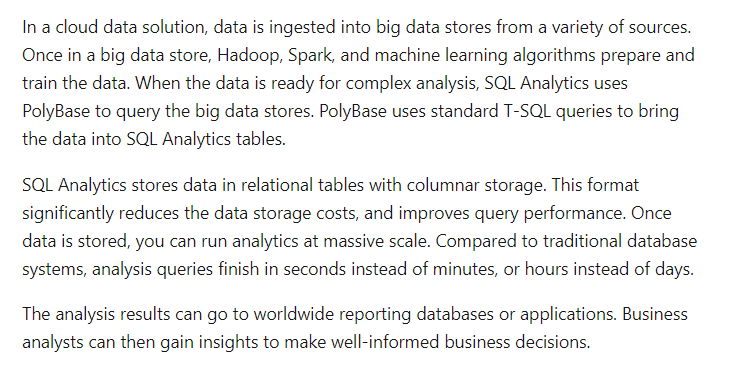 In a cloud data solution, data is ingested into big data stores from a variety of sources.
Once in a big data store, Hadoop, Spark, and machine learning algorithms prepare and
train the data. When the data is ready for complex analysis, SQL Analytics uses
PolyBase to query the big data stores. PolyBase uses standard T-SQL queries to bring
the data into SQL Analytics tables.
SQL Analytics stores data in relational tables with columnar storage. This format
significantly reduces the data storage costs, and improves query performance. Once
data is stored, you can run analytics at massive scale. Compared to traditional database
systems, analysis queries finish in seconds instead of minutes, or hours instead of days.
The analysis results can go to worldwide reporting databases or applications. Business
analysts can then gain insights to make well-informed business decisions.